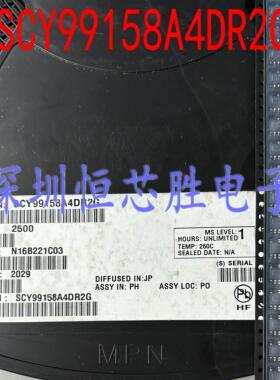 SCY99158A4DR2G
N: SCY99158A4DR2G
深圳恒芯胜电子
2500
N16B221C03
MS LEVEL: 1
HOURS: UNLIMITED
TEMP: 260C
SEALED DATE: N/A
(S) SERIAL
2029
DIFFUSED IN:JP
ASSY IN: PH
ASSY LOC: PO
HF
SCY99158A4DR2G
MPN